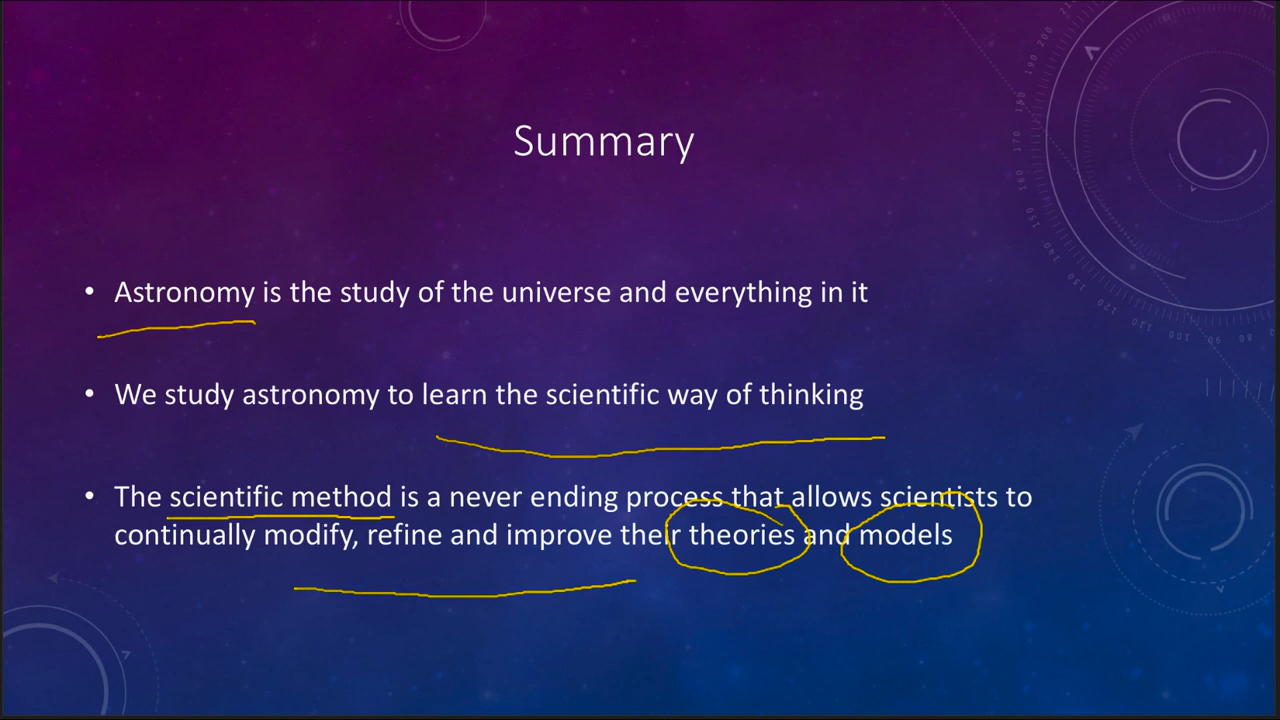 Summary
• Astronomy is the study of the universe and everything in it
• We study astronomy to learn the scientific way of thinking
• The scientific method is a never ending process that allows scientists to
continually modify, refine and improve their theories and models